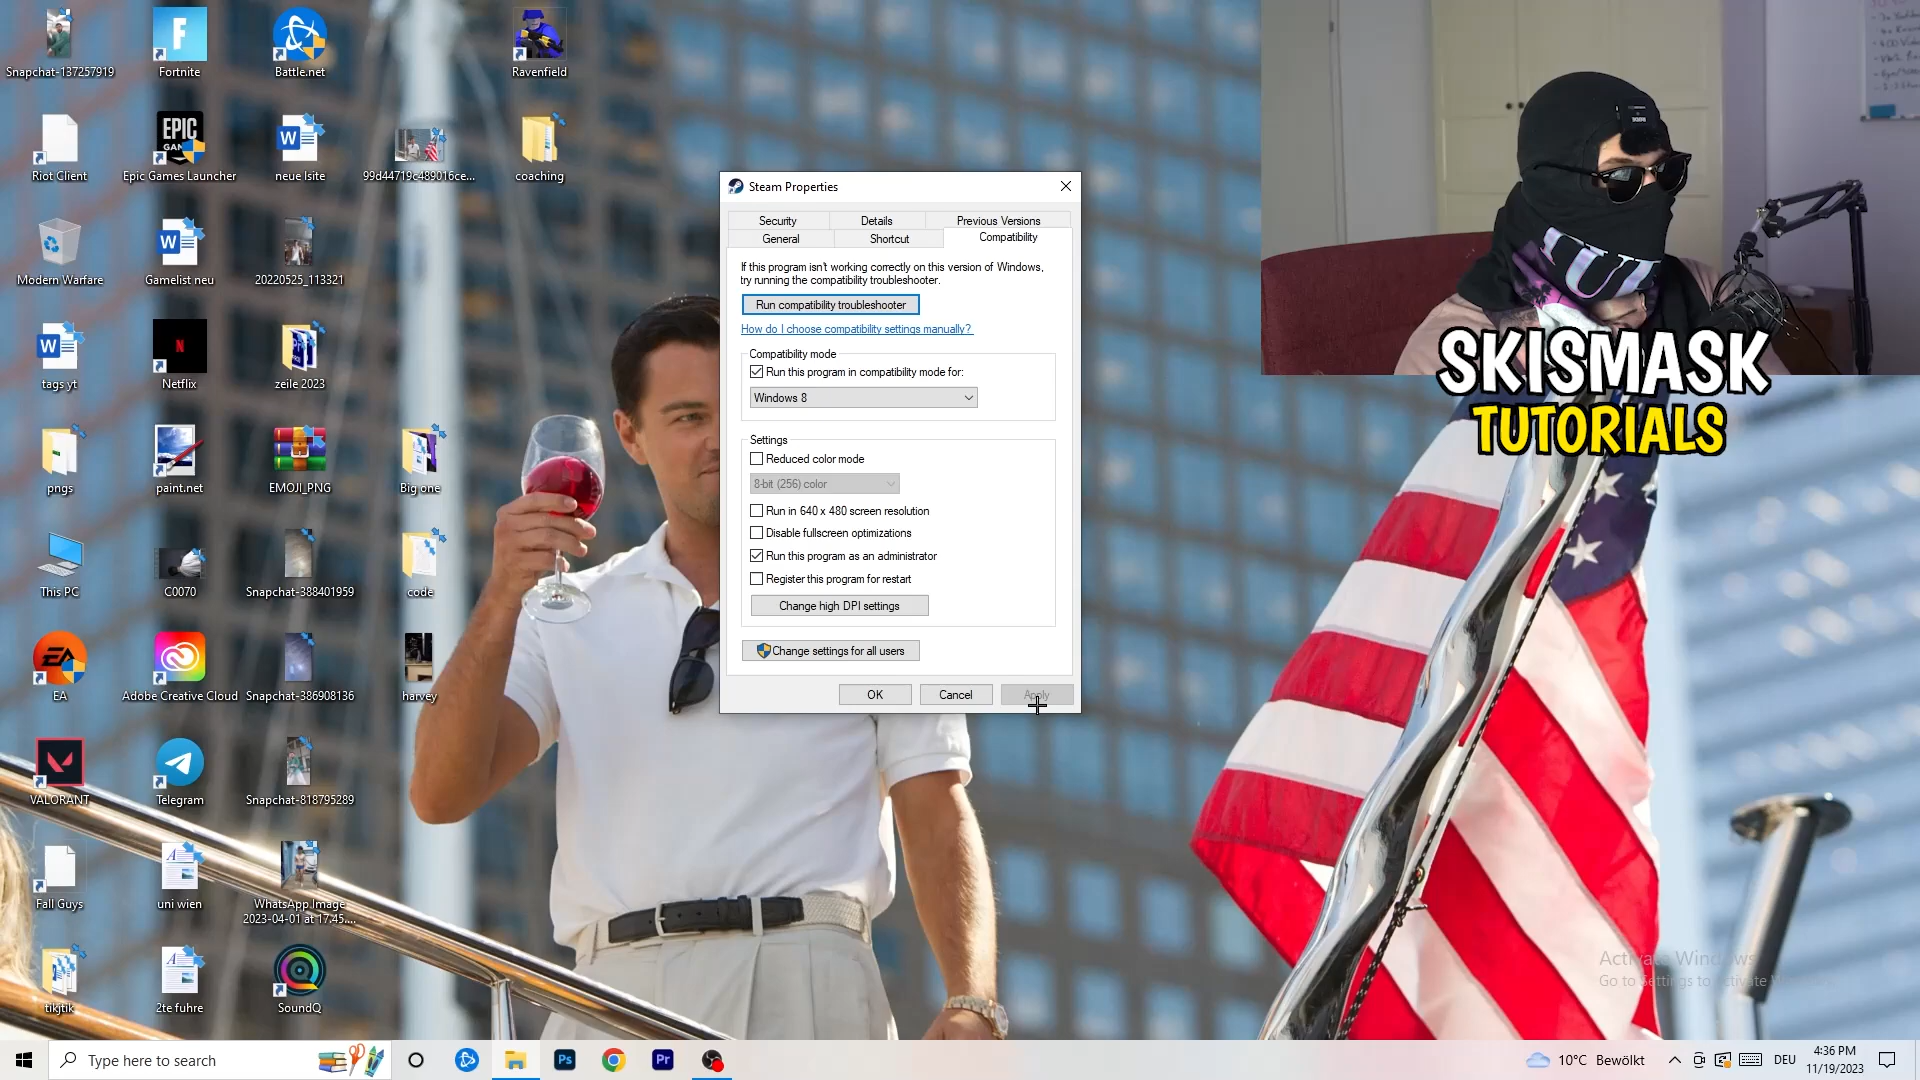 Snapchat-137257919
Fortnite
Battle.net
Ravenfield
EPIC
Riot Client
Epic Games Launcher
neue lsite
99d44719c489016ce...
coaching
Modern Warfare
Gamelist neu
20220525_113321
tags yt
Netflix
zeile 2023
pngs
paint.net
EMOJI_PNG
Big one
This PC
C0070
Snapchat-388401959
code
EA
EA
Adobe Creative Cloud
Snapchat-386908136
harvey
VALORANT
Telegram
Snapchat-818795289
Fall Guys
uni wien
WhatsApp Image
2023-04-01 at 17.45....
tikjtik
2te fuhre
SoundQ
Steam Properties
Security
Details
Previous Versions
General
Shortcut
Compatibility
If this program isn't working correctly on this version of Windows,
try running the compatibility troubleshooter.
Run compatibility troubleshooter
How do I choose compatibility settings manually?
Compatibility mode
Run this program in compatibility mode for:
Windows 8
Settings
Reduced color mode
8-bit (256) color
Run in 640 x 480 screen resolution
Disable fullscreen optimizations
Run this program as an administrator
Register this program for restart
Change high DPI settings
Change settings for all users
OK
Cancel
Apply
SKISMASK
TUTORIALS
Activate Windows
Go to Settings to activate
Type here to search
Ps
Pr
10°C Bewölkt
DEU
4:36 PM
11/19/2023